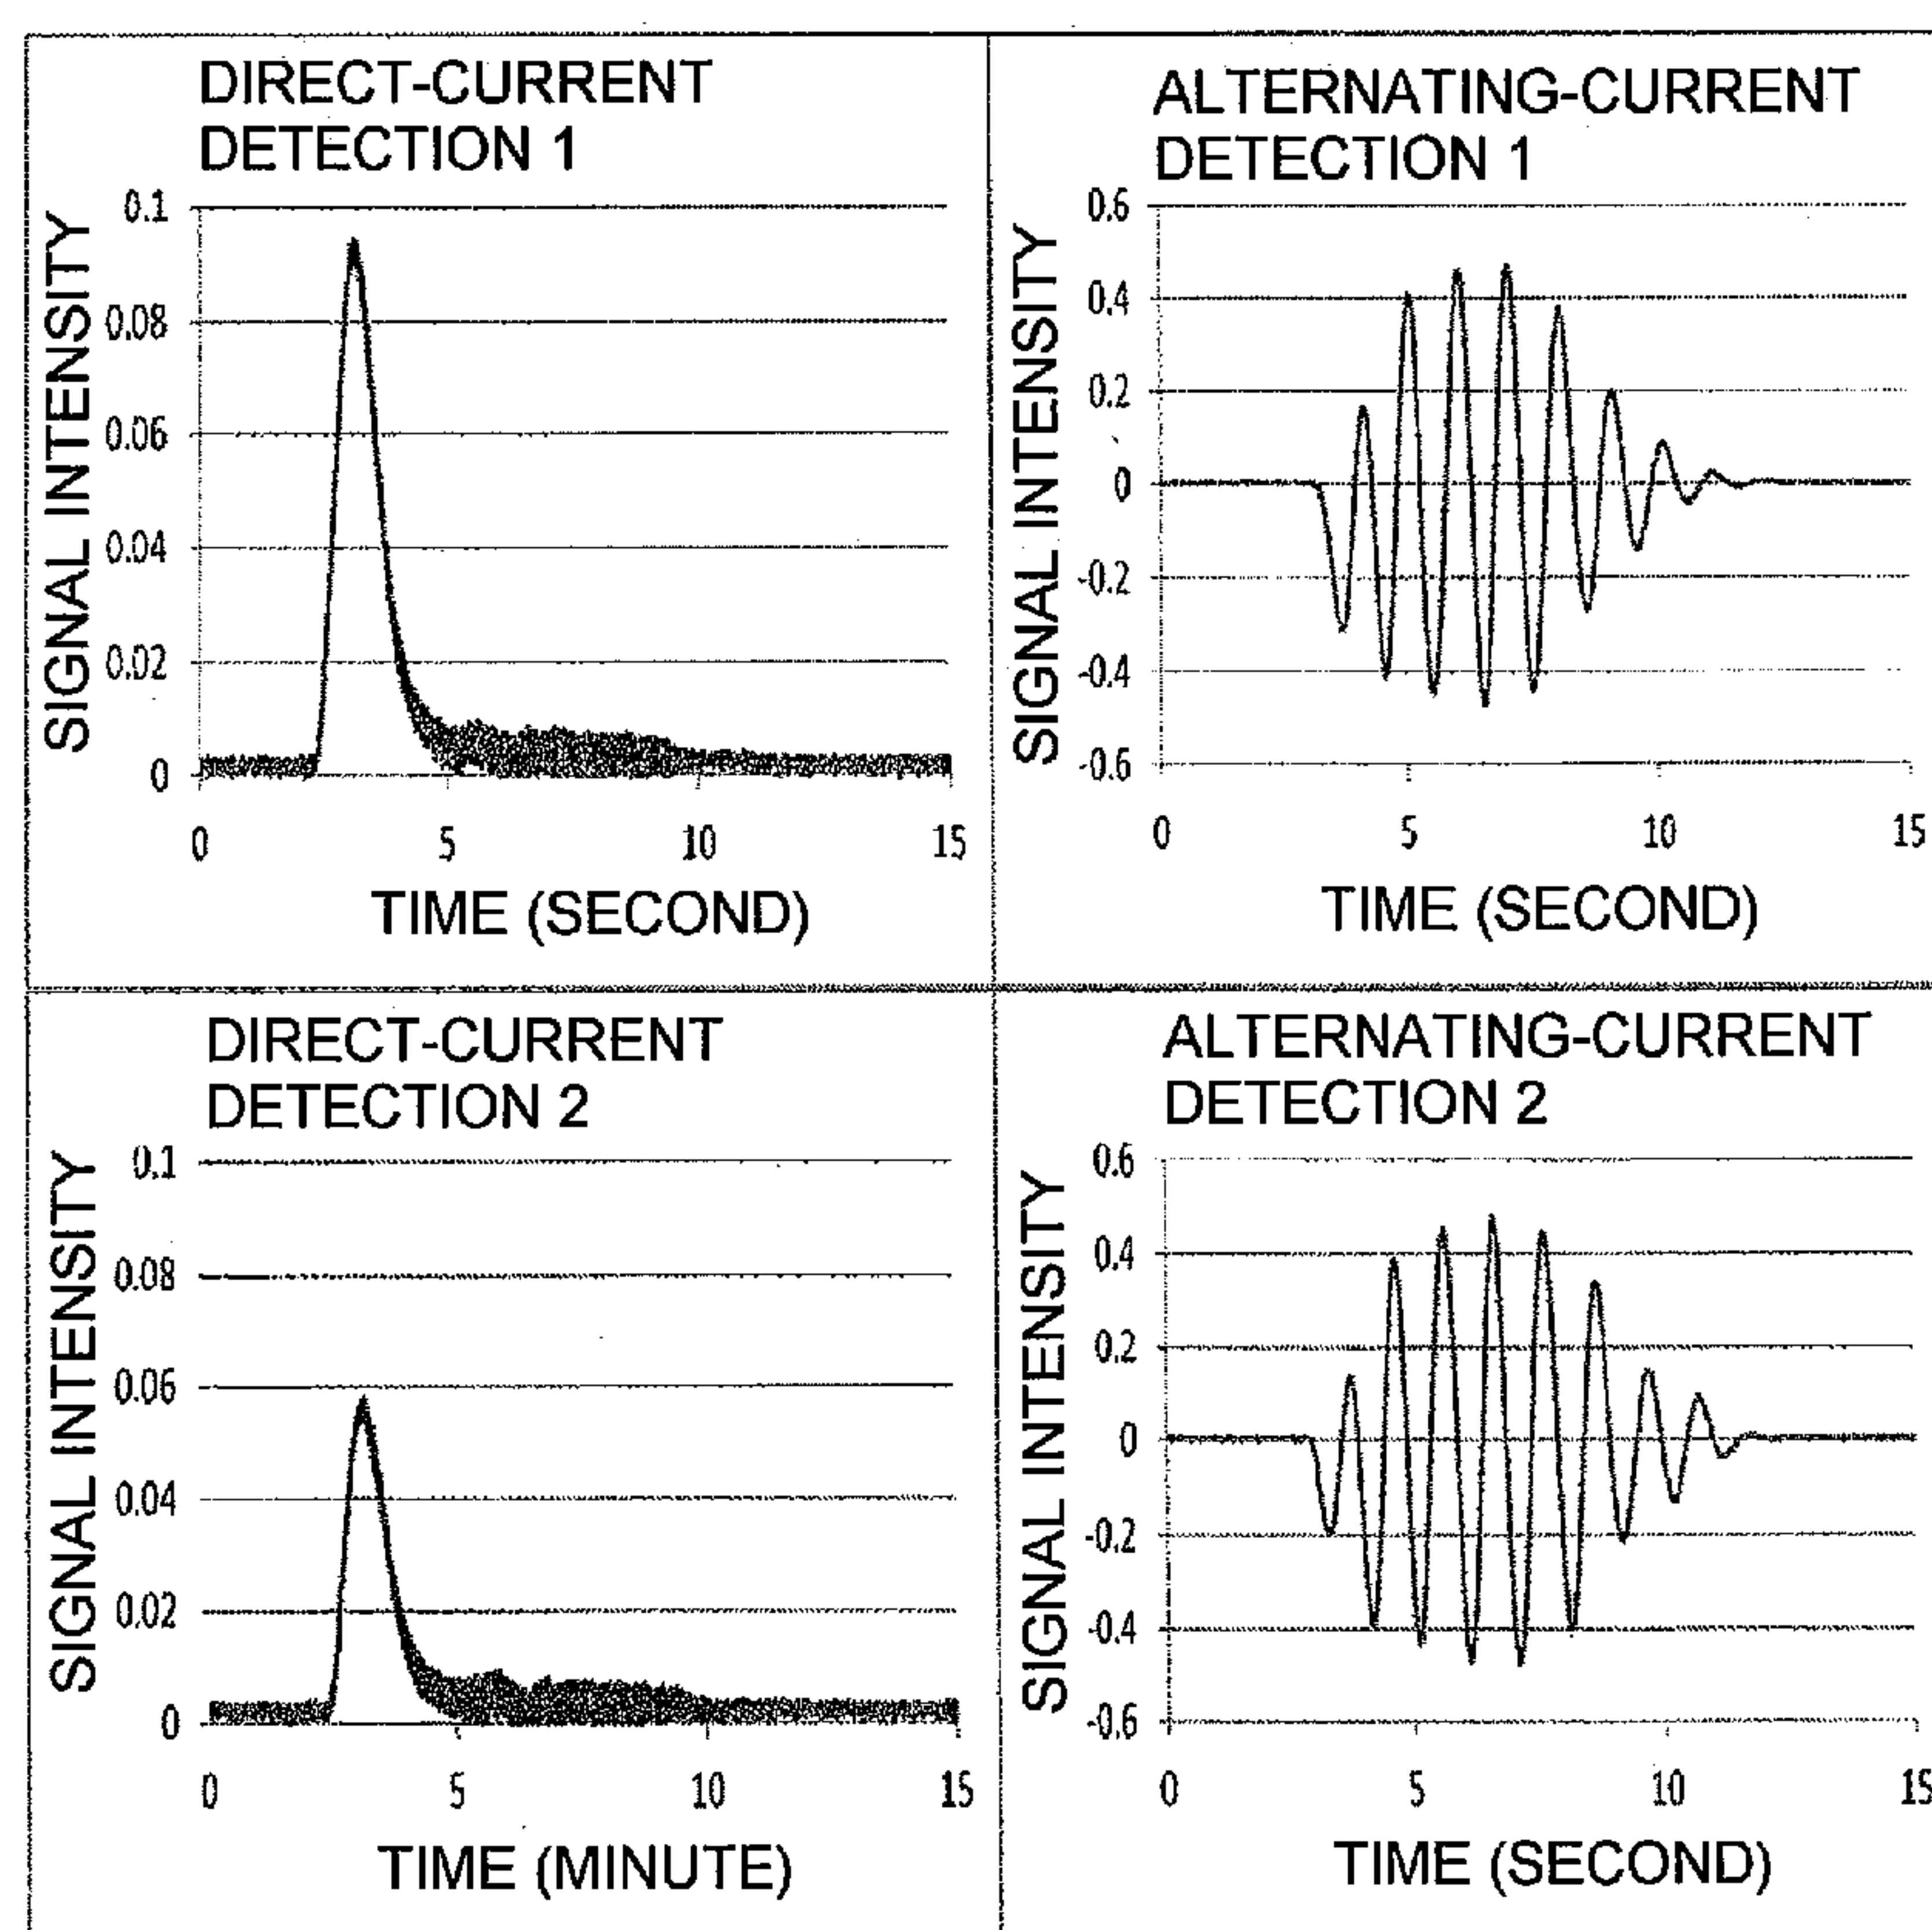 DIRECT-CURRENT
DETECTION 1
SIGNAL INTENSITY
0.1
0.08
0.06
0.04
0.02
0
0 5 10 15
TIME (SECOND)
ALTERNATING-CURRENT
DETECTION 1
SIGNAL INTENSITY
0.6
0.4
0.2
0
-0.2
-0.4
-0.6
0 5 10 15
TIME (SECOND)
DIRECT-CURRENT
DETECTION 2
SIGNAL INTENSITY
0.1
0.08
0.06
0.04
0.02
0
0 5 10 15
TIME (MINUTE)
ALTERNATING-CURRENT
DETECTION 2
SIGNAL INTENSITY
0.6
0.4
0.2
0
-0.2
-0.4
-0.6
0 5 10 15
TIME (SECOND)